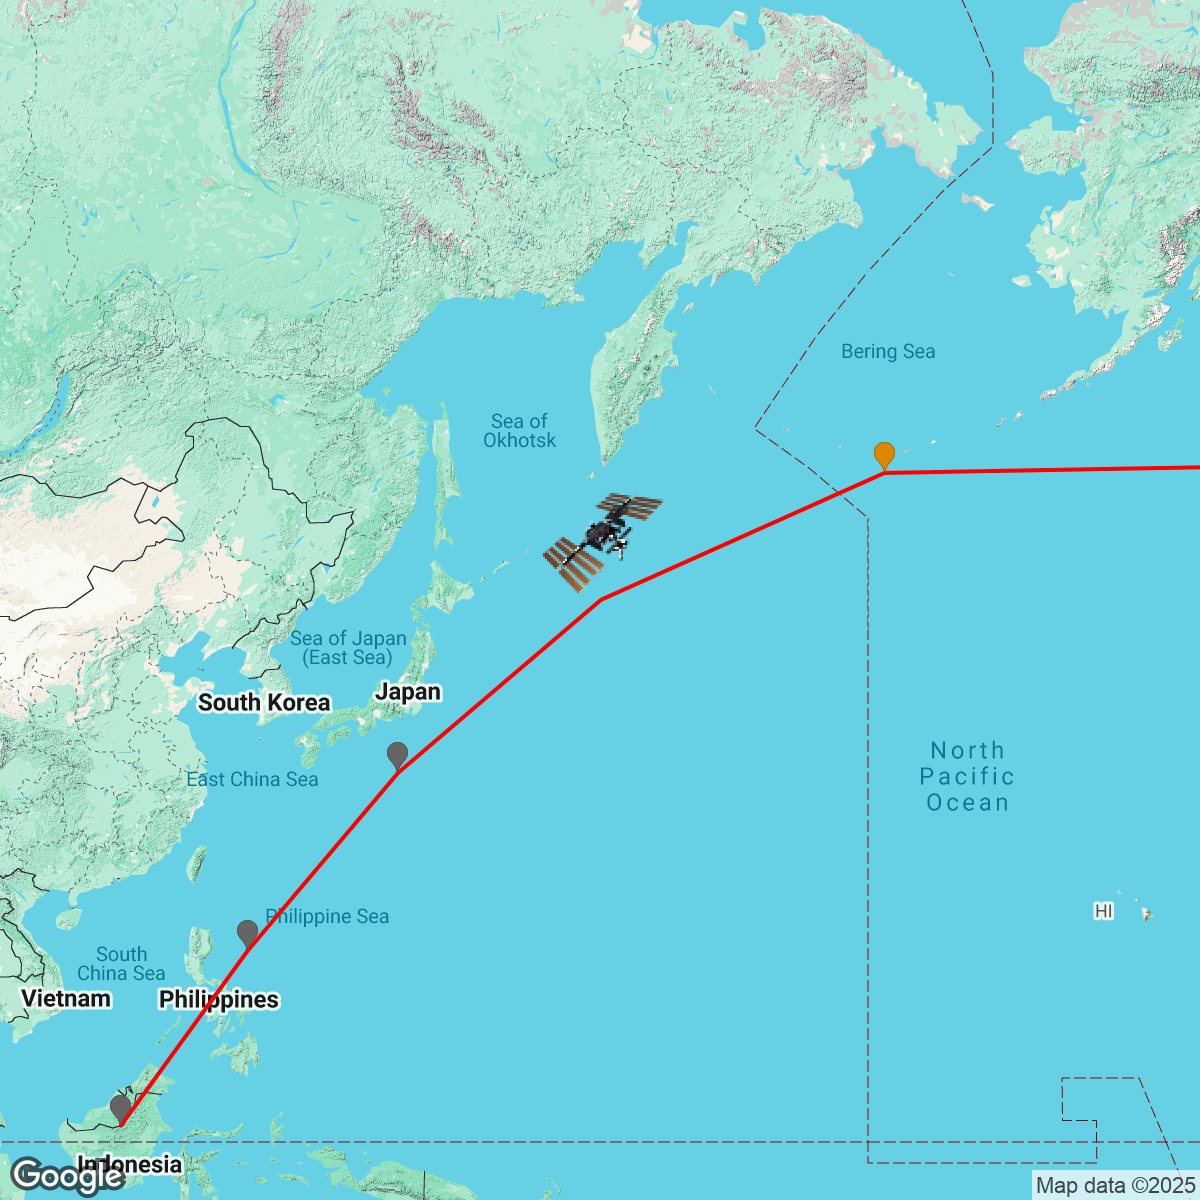 Bering Sea
Sea of
Okhotsk
Sea of Japan
(East Sea)
Japan
South Korea
North
Pacific
Ocean
East China Sea
HI
Philippine Sea
South
China Sea
Vietnam
Philippines
Indonesia
Google
Map data ©2025